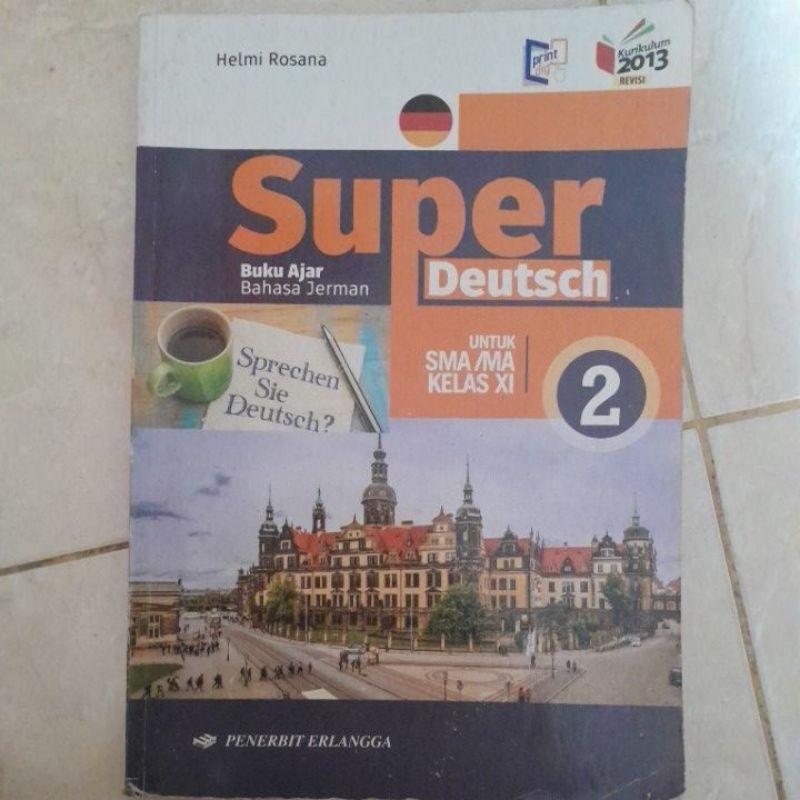 Helmi Rosana
print
dig
Kurikulum
2013
REVISI
Super
Deutsch
Buku Ajar
Bahasa Jerman
UNTUK
SMA/MA
KELAS XI
2
Sprechen
Sie
Deutsch?
PENERBIT ERLANGGA